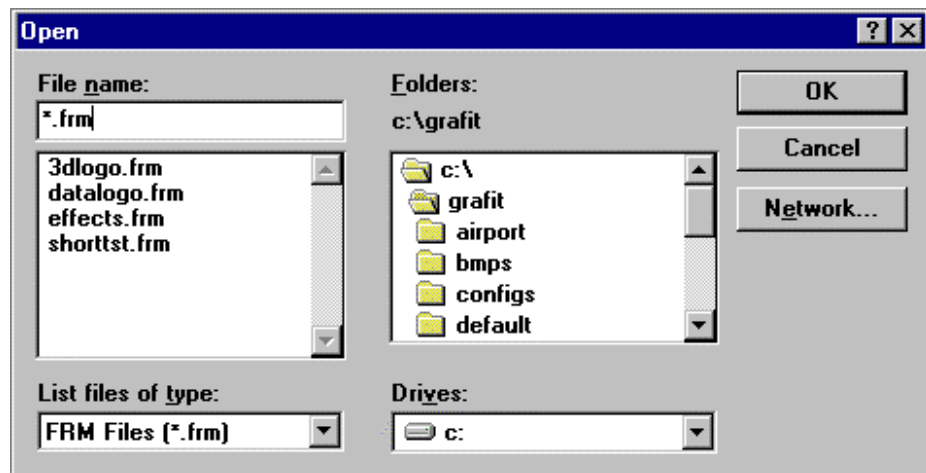 Open
File name:
*.frm
3dlogo.frm
datalogo.frm
effects.frm
shorttst.frm
List files of type:
FRM Files (*.frm)
Folders:
c:\grafit
c:\
grafit
airport
bmps
configs
default
Drives:
c:
OK
Cancel
Network...